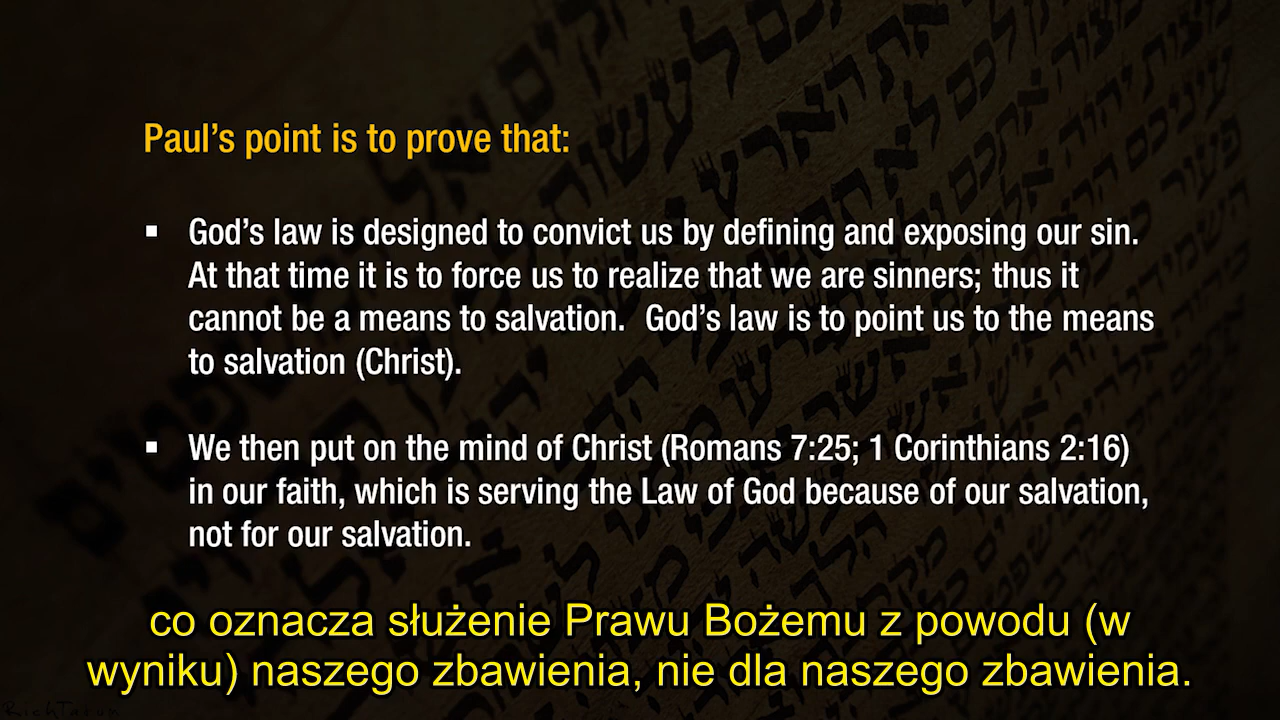 Paul’s point is to prove that:
▪ God’s law is designed to convict us by defining and exposing our sin.
At that time it is to force us to realize that we are sinners; thus it
cannot be a means to salvation.  God’s law is to point us to the means
to salvation (Christ).
▪ We then put on the mind of Christ (Romans 7:25; 1 Corinthians 2:16)
in our faith, which is serving the Law of God because of our salvation,
not for our salvation.
co oznacza służenie Prawu Bożemu z powodu (w
wyniku) naszego zbawienia, nie dla naszego zbawienia.